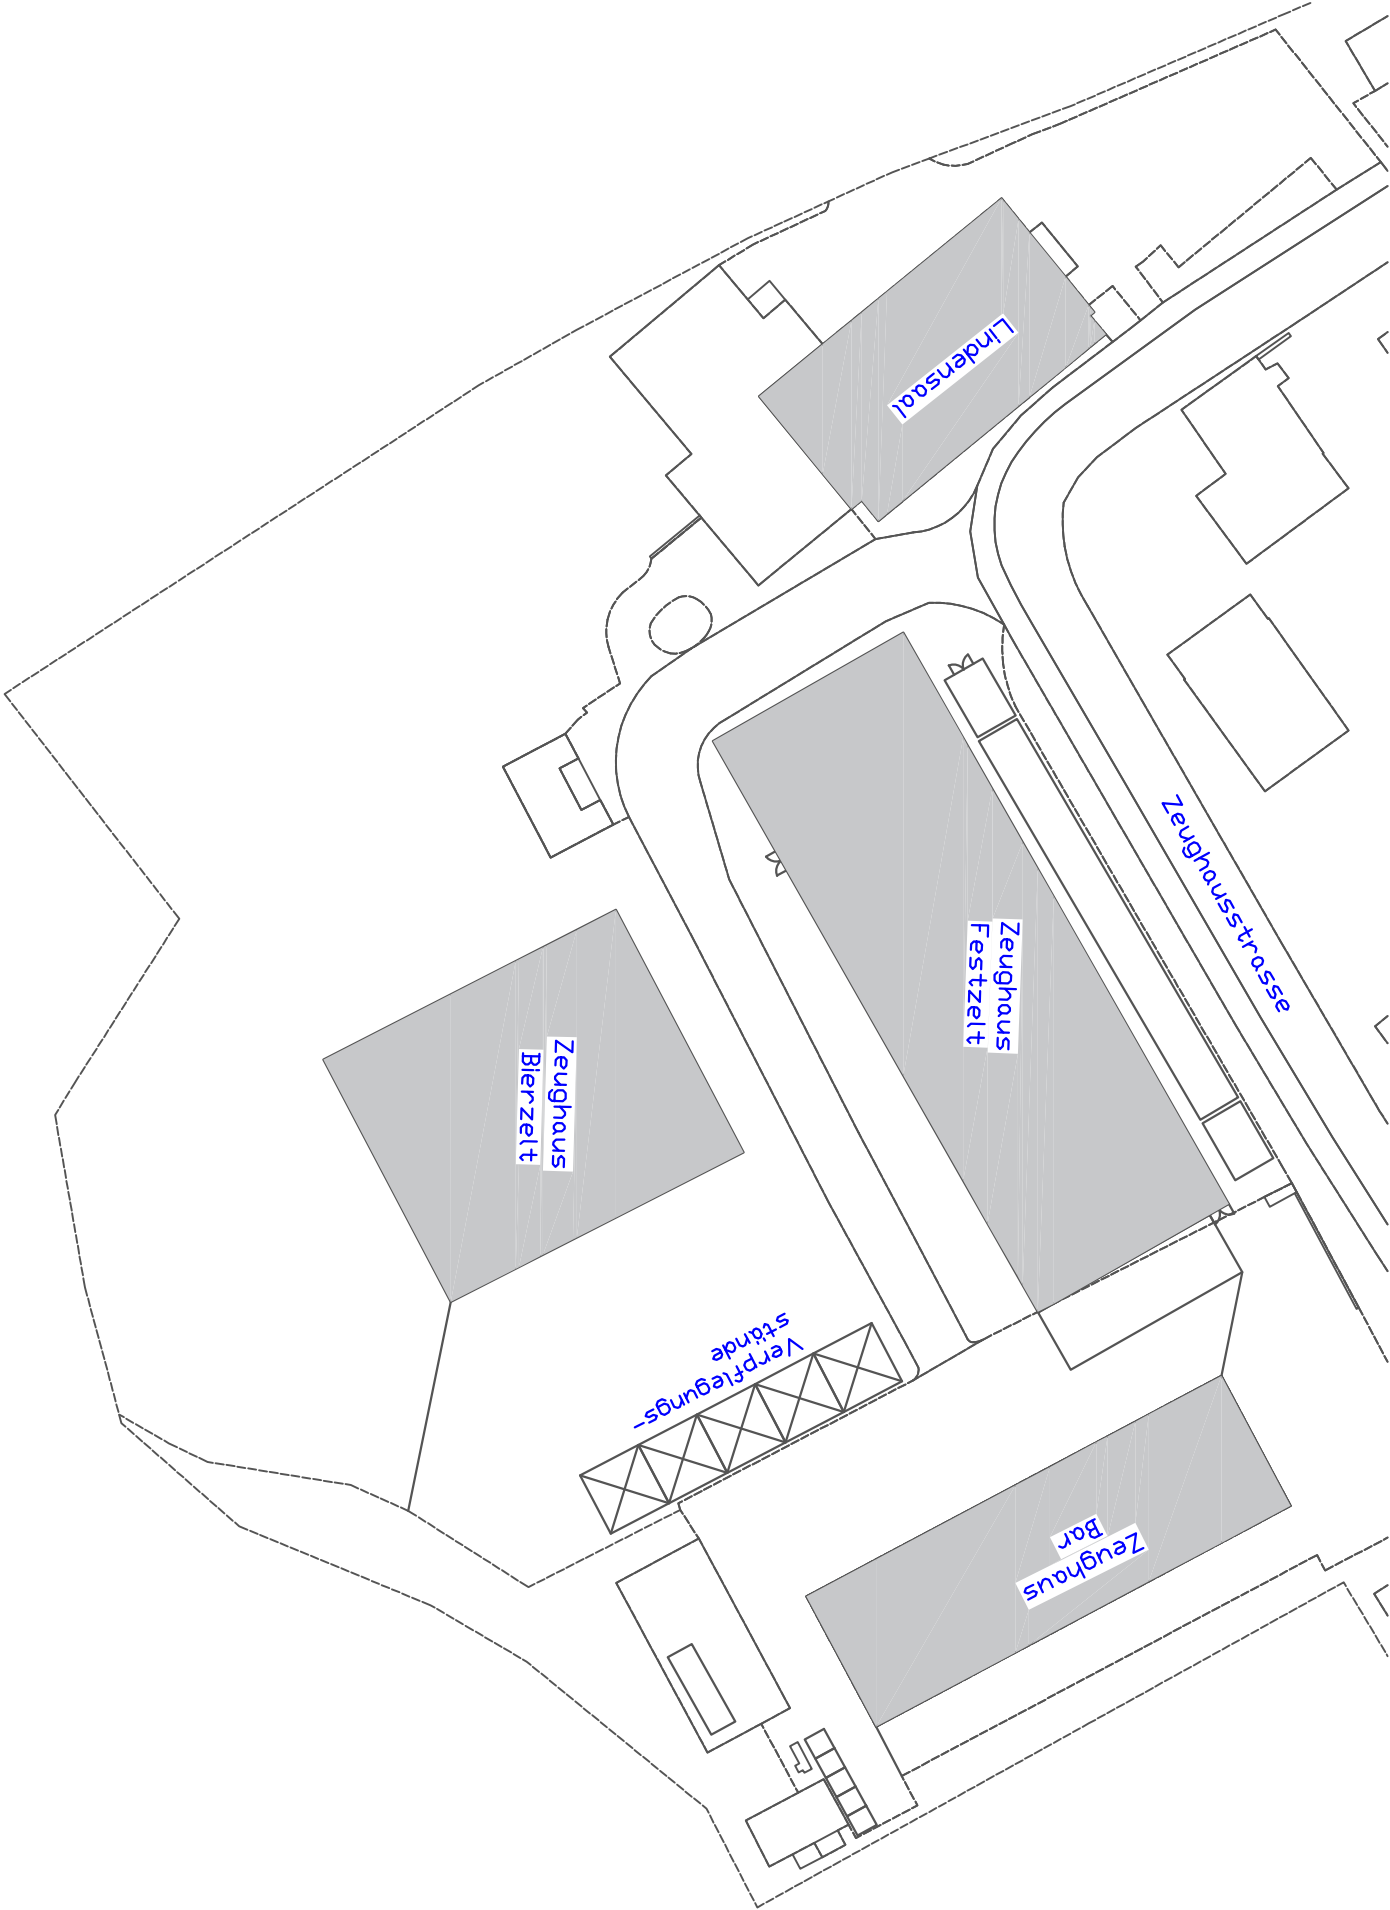 Lindensaal
Zeughausstrasse
Zeughaus
Festzelt
Zeughaus
Bierzelt
Verpflegungs-
stände
Zeughaus
Bar